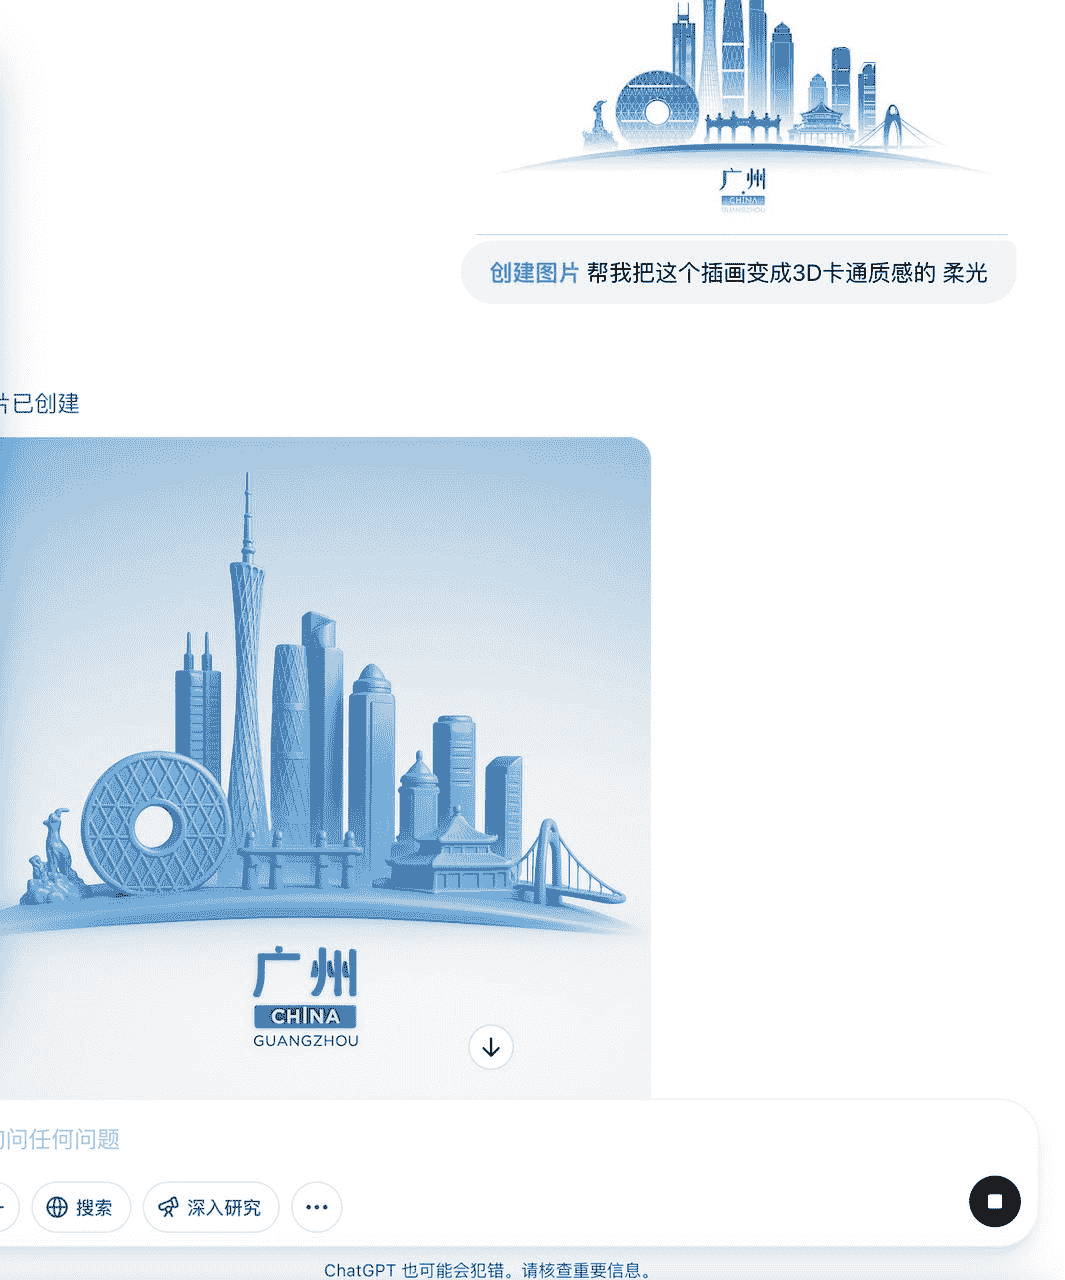 广州
CHINA
GUANGZHOU
创建图片 帮我把这个插画变成3D卡通质感的 柔光
片已创建
广州
CHINA
GUANGZHOU
问任何问题
搜索
深入研究
ChatGPT 也可能会犯错。请核查重要信息。